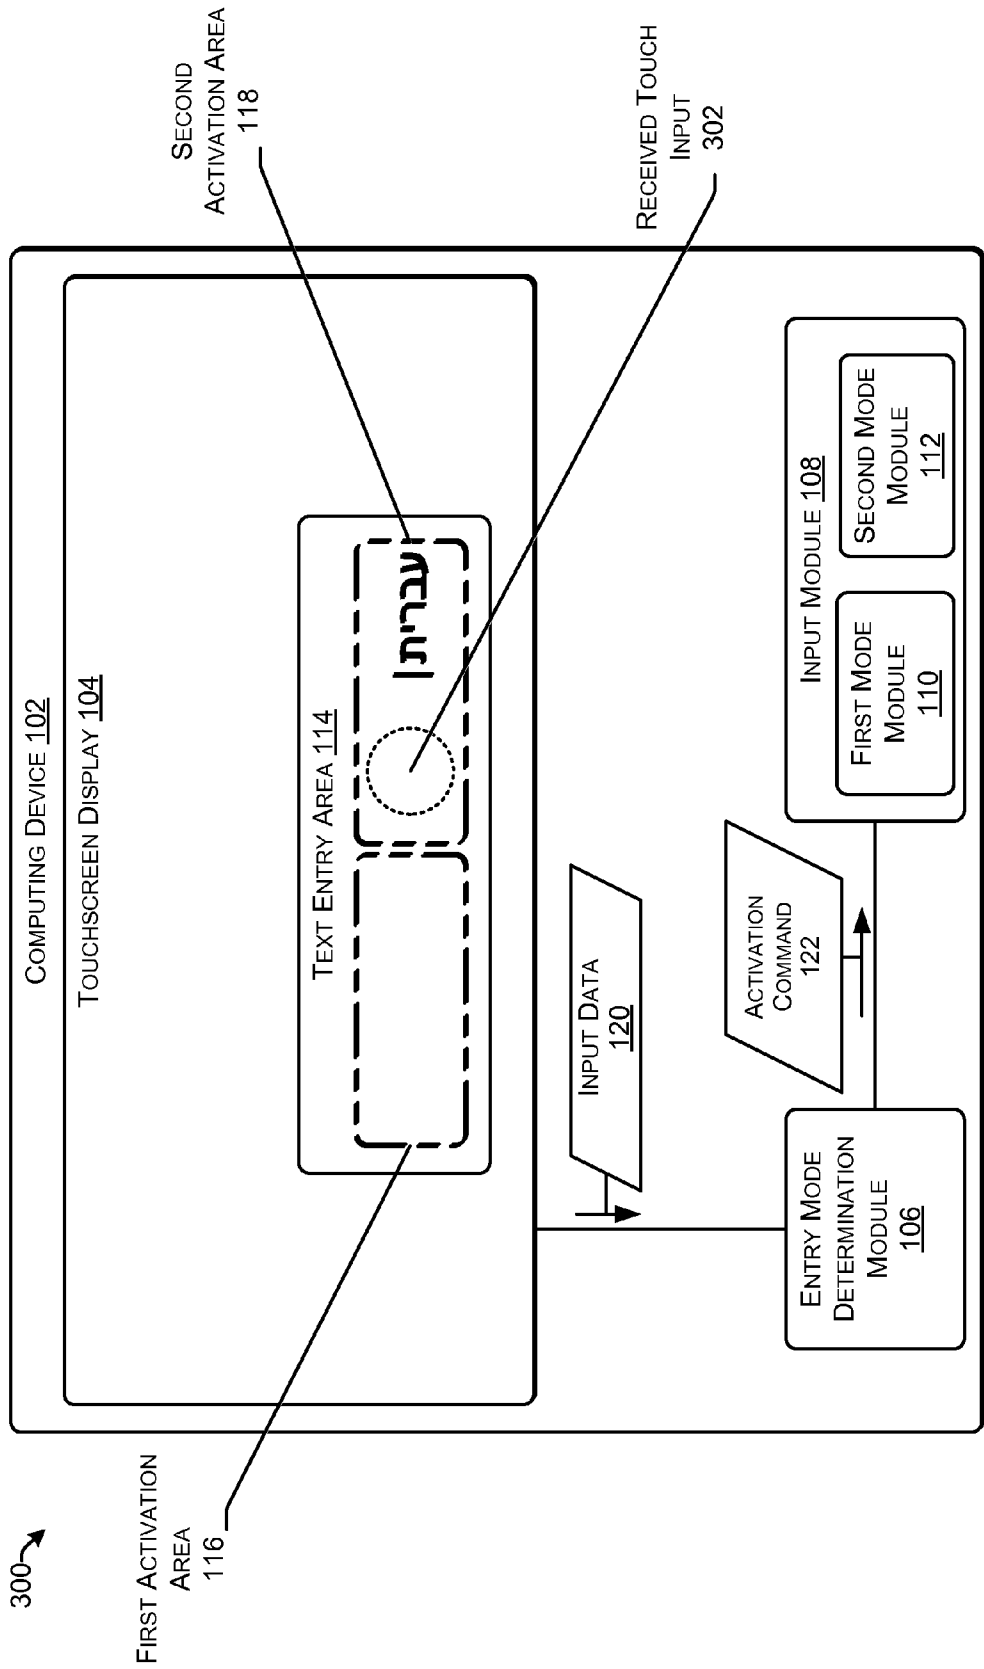 300
COMPUTING DEVICE 102
TOUCHSCREEN DISPLAY 104
FIRST ACTIVATION
AREA
116
SECOND
ACTIVATION AREA
118
TEXT ENTRY AREA 114
עבריתן
RECEIVED TOUCH
INPUT
302
INPUT DATA
120
ACTIVATION
COMMAND
122
ENTRY MODE
DETERMINATION
MODULE
106
INPUT MODULE 108
FIRST MODE
MODULE
110
SECOND MODE
MODULE
112